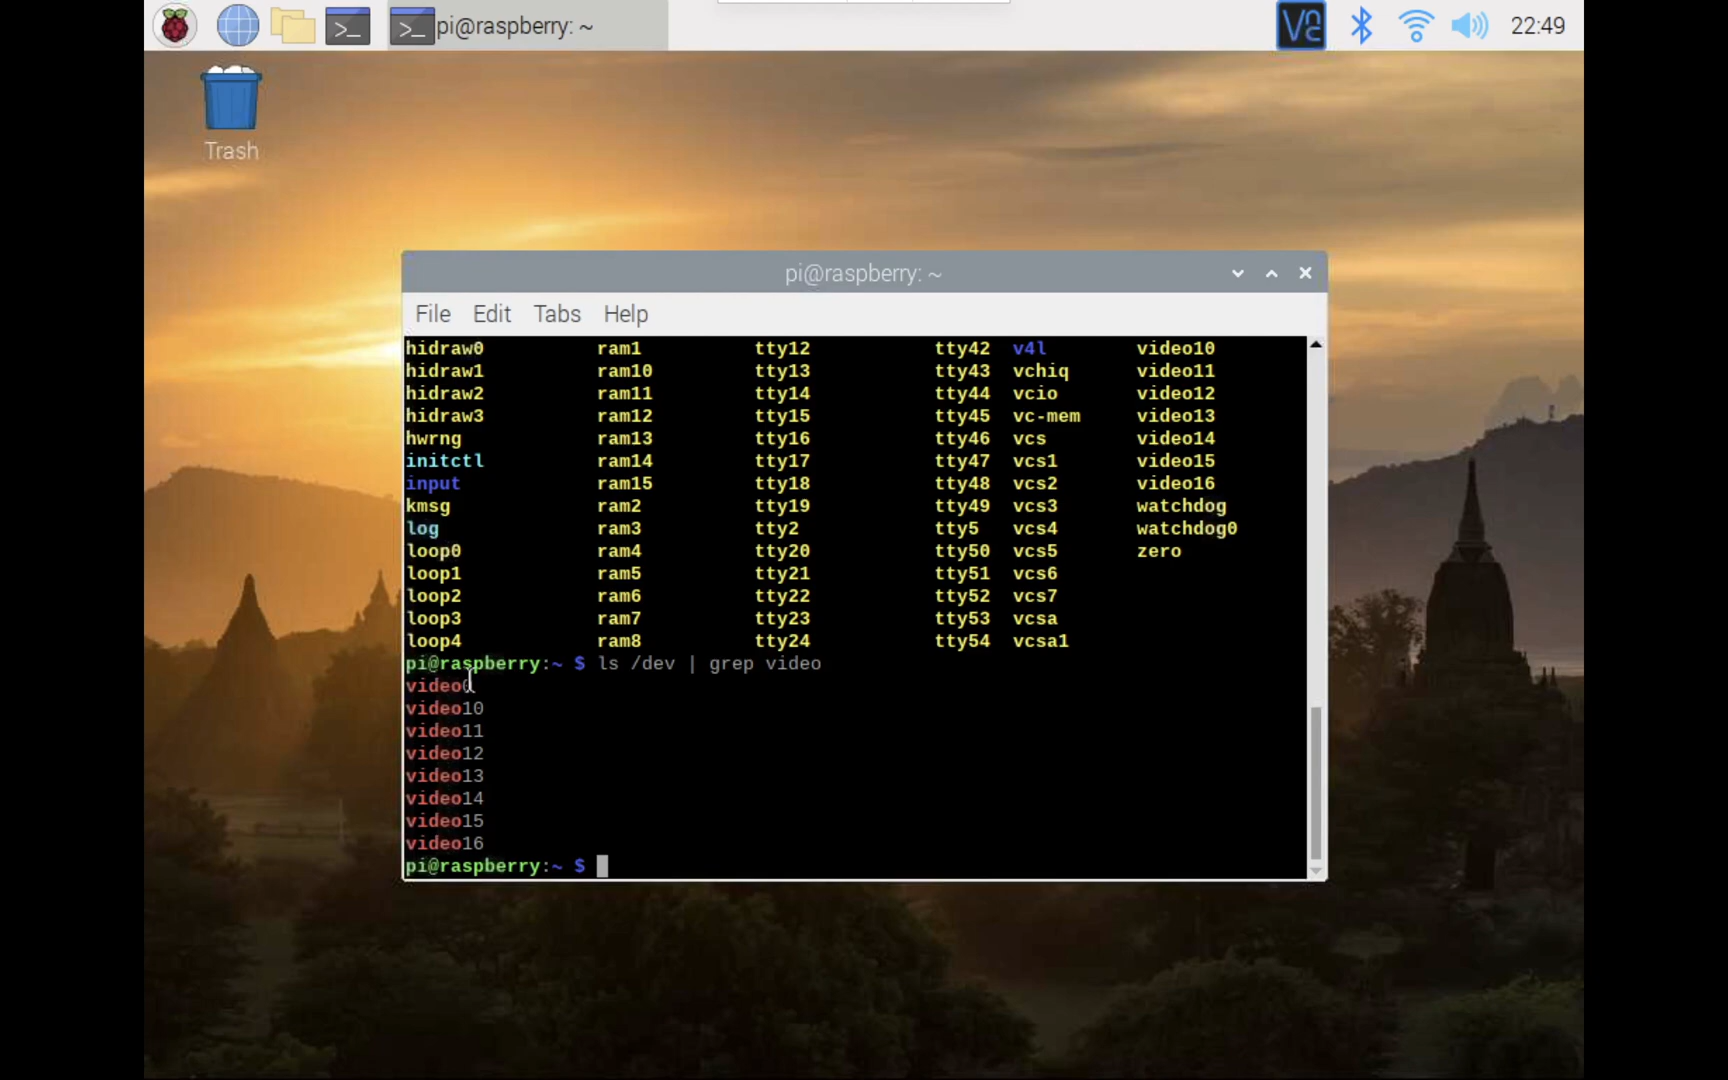 pi@raspberry: ~
22:49
Trash
pi@raspberry: ~
File Edit Tabs Help
hidraw0 ram1 tty12 tty42 v4l video10
hidraw1 ram10 tty13 tty43 vchiq video11
hidraw2 ram11 tty14 tty44 vcio video12
hidraw3 ram12 tty15 tty45 vc-mem video13
hwrng ram13 tty16 tty46 vcs video14
initctl ram14 tty17 tty47 vcs1 video15
input ram15 tty18 tty48 vcs2 video16
kmsg ram2 tty19 tty49 vcs3 watchdog
log ram3 tty2 tty5 vcs4 watchdog0
loop0 ram4 tty20 tty50 vcs5 zero
loop1 ram5 tty21 tty51 vcs6
loop2 ram6 tty22 tty52 vcs7
loop3 ram7 tty23 tty53 vcsa
loop4 ram8 tty24 tty54 vcsa1
pi@raspberry:~ $ ls /dev | grep video
video0
video10
video11
video12
video13
video14
video15
video16
pi@raspberry:~ $